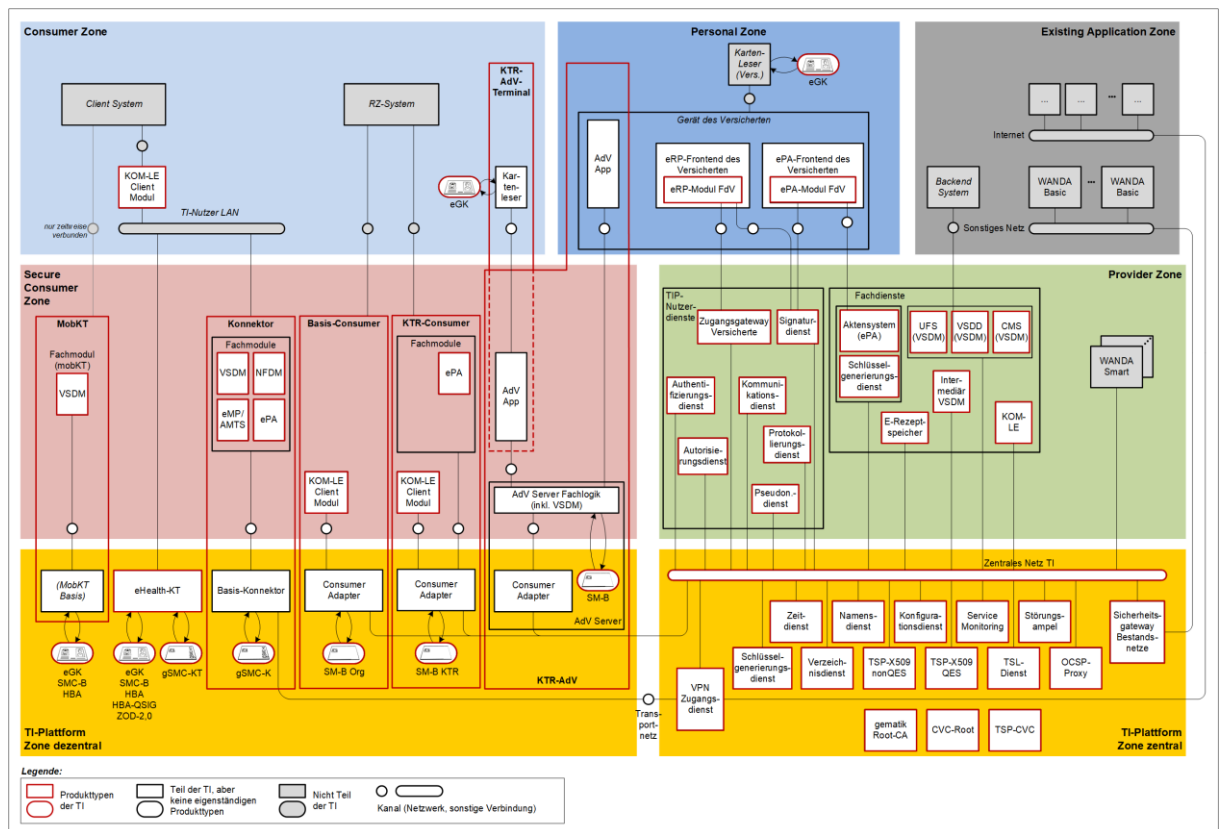 Consumer Zone
Client System
RZ-System
KTR-
AdV-
Terminal
KOM-LE
Client
Modul
eGK
Kar-
ten-
leser
nur zeitweise
verbunden
TI-Nutzer LAN
Personal Zone
Karten-
Leser
(Vers.)
eGK
Gerät des Versicherten
AdV
App
eRP-Frontend des
Versicherten
eRP-Modul FdV
ePA-Frontend des
Versicherten
ePA-Modul FdV
Existing Application Zone
...
...
...
...
Internet
Backend
System
WANDA
Basic
...
WANDA
Basic
Sonstiges Netz
Secure
Consumer
Zone
MobKT
Fachmodul
(mobKT)
VSDM
Konnektor
Fachmodule
VSDM
NFDM
eMP/
AMTS
ePA
Basis-Consumer
KOM-LE
Client
Modul
KTR-Consumer
Fachmodule
ePA
KOM-LE
Client
Modul
AdV
App
AdV Server Fachlogik
(inkl. VSDM)
Provider Zone
TIP-
Nutzer-
dienste
Zugangsgateway
Versicherte
Signatur-
dienst
Authenti-
fizierungs-
dienst
Kommuni-
kations-
dienst
Autorisie-
rungsdienst
Protokol-
lierungs-
dienst
Pseudon.-
dienst
Fachdienste
Aktensystem
(ePA)
Schlüssel-
generierungs-
dienst
UFS
(VSDM)
VSDD
(VSDM)
CMS
(VSDM)
Inter-
mediär
VSDM
E-Rezept-
speicher
KOM-
LE
WANDA
Smart
(MobKT
Basis)
eHealth-KT
Basis-Konnektor
Consumer
Adapter
Consumer
Adapter
Consumer
Adapter
SM-B
AdV Server
eGK
SMC-B
HBA
eGK
SMC-B
HBA
HBA-QSIG
ZOD-2.0
gSMC-KT
gSMC-K
SM-B Org
SM-B KTR
KTR-AdV
TI-Plattform
Zone dezentral
Trans-
port-
netz
Zentrales Netz TI
Zeit-
dienst
Namens-
dienst
Konfigu-
rationsdienst
Service
Monitoring
Störungs-
ampel
Sicherheits-
gateway
Bestands-
netze
Schlüssel-
generierungs-
dienst
Verzeich-
nisdienst
TSP-X509
nonQES
TSP-X509
QES
TSL-
Dienst
OCSP-
Proxy
VPN
Zugangs-
dienst
gematik
Root-CA
CVC-Root
TSP-CVC
TI-Plattform
Zone zentral
Legende:
Produkttypen
der TI
Teil der TI, aber
keine eigenständigen
Produkttypen
Nicht Teil
der TI
Kanal (Netzwerk, sonstige Verbindung)